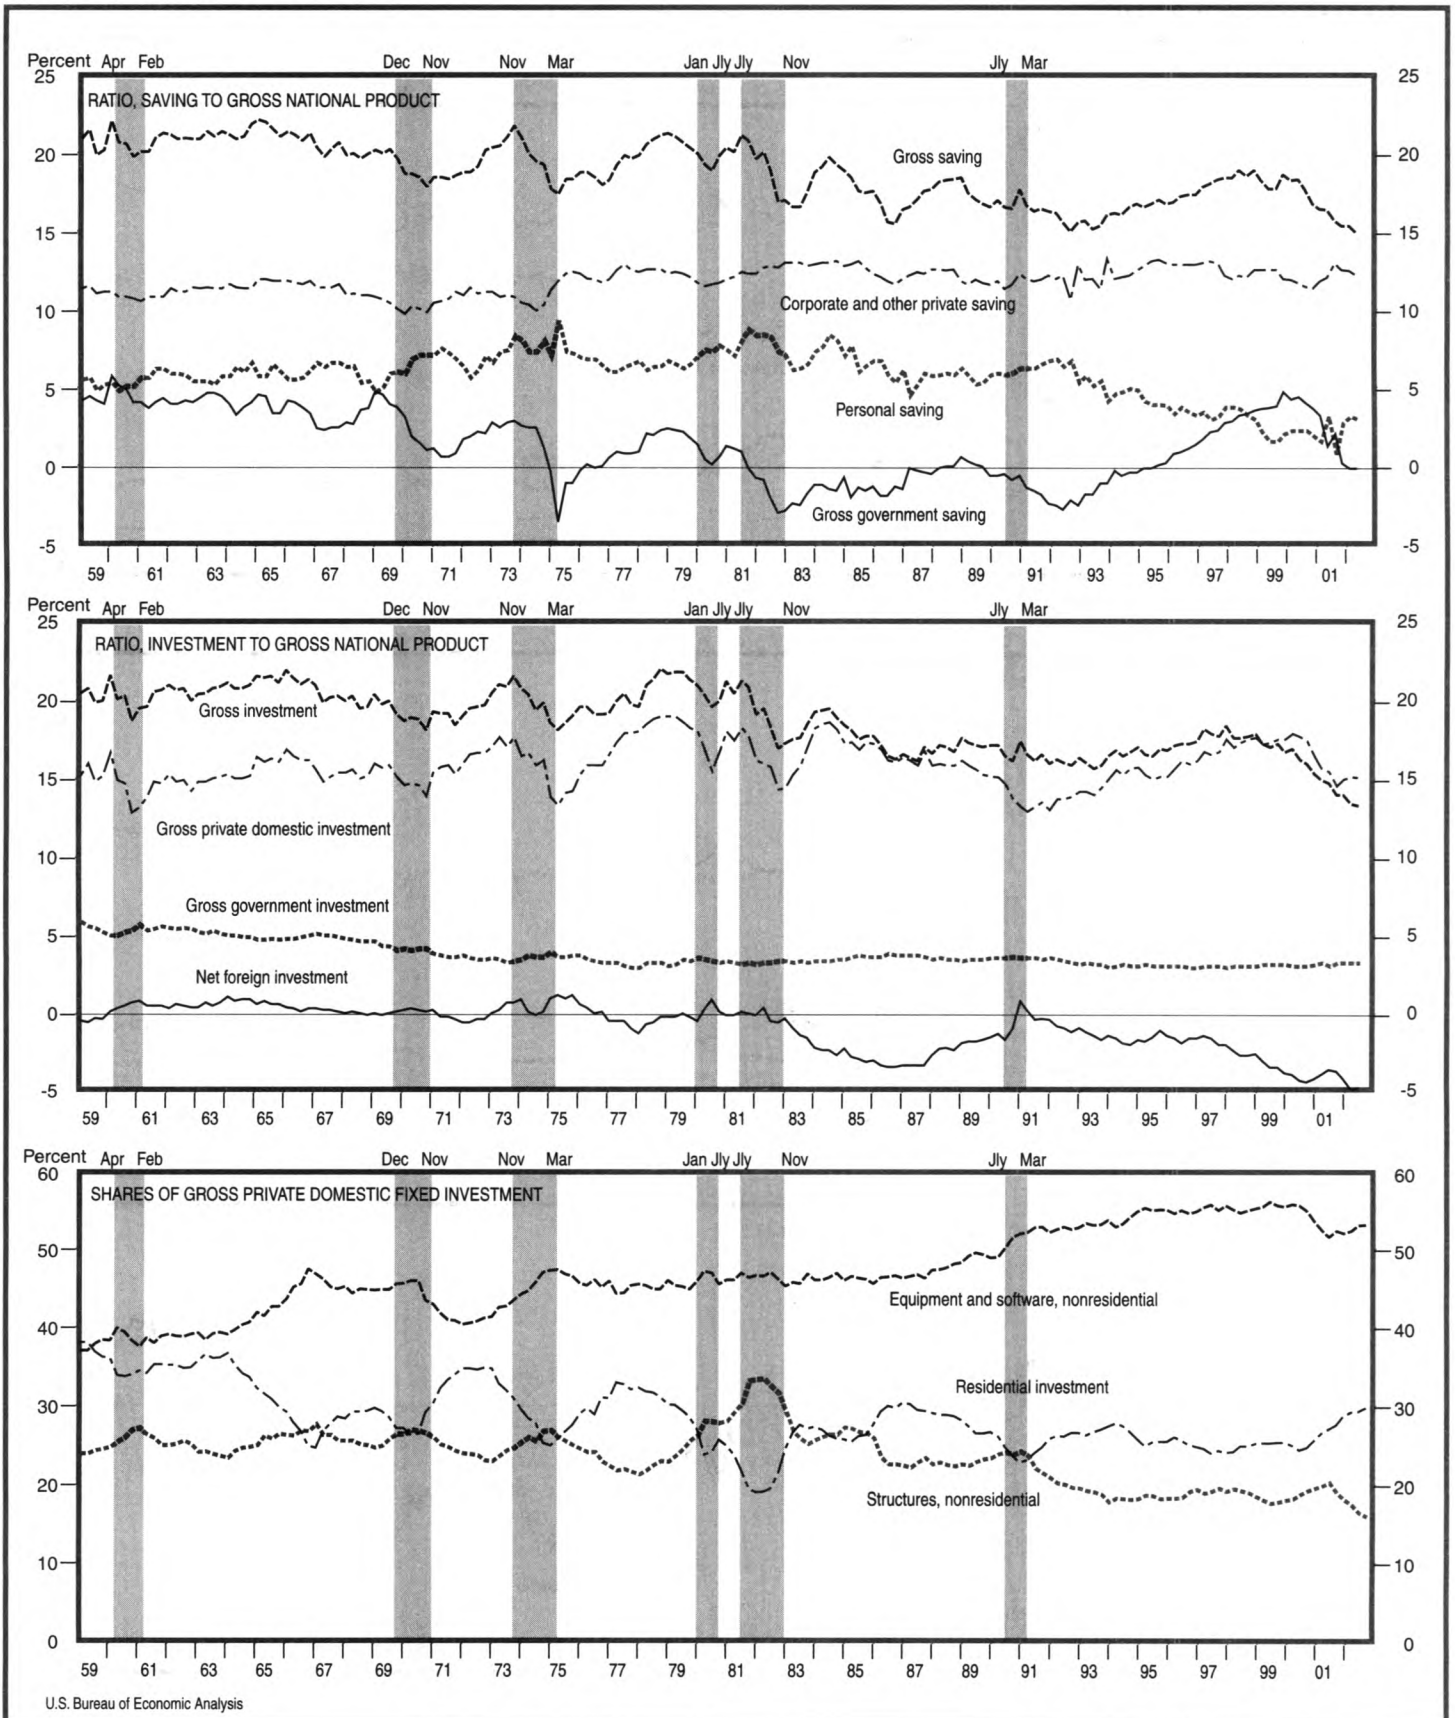 Percent Apr Feb Dec Nov Nov Mar Jan Jly Jly Nov Jly Mar
25 25
RATIO, SAVING TO GROSS NATIONAL PRODUCT
Gross saving
20 20
15 15
Corporate and other private saving
10 10
5 5
Personal saving
0 0
Gross government saving
-5 -5
59 61 63 65 67 69 71 73 75 77 79 81 83 85 87 89 91 93 95 97 99 01
Percent Apr Feb Dec Nov Nov Mar Jan Jly Jly Nov Jly Mar
25 25
RATIO, INVESTMENT TO GROSS NATIONAL PRODUCT
20 20
Gross investment
15 15
Gross private domestic investment
10 10
Gross government investment
5 5
Net foreign investment
0 0
-5 -5
59 61 63 65 67 69 71 73 75 77 79 81 83 85 87 89 91 93 95 97 99 01
Percent Apr Feb Dec Nov Nov Mar Jan Jly Jly Nov Jly Mar
60 60
SHARES OF GROSS PRIVATE DOMESTIC FIXED INVESTMENT
50 50
Equipment and software, nonresidential
40 40
Residential investment
30 30
20 20
Structures, nonresidential
10 10
0 0
59 61 63 65 67 69 71 73 75 77 79 81 83 85 87 89 91 93 95 97 99 01
U.S. Bureau of Economic Analysis